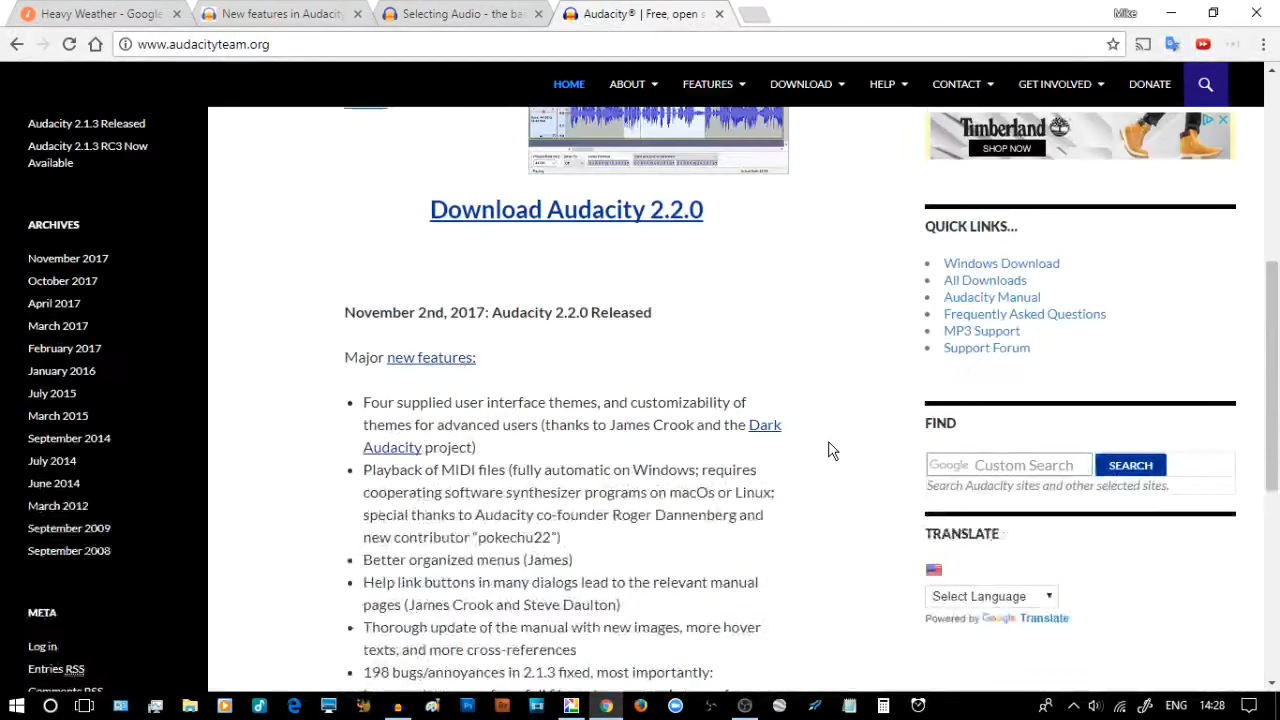 Heavy Weather - Google
New features in Audacity
Selecting Audio - the ba
Audacity® | Free, open s
Mike
www.audacityteam.org
HOME
ABOUT
FEATURES
DOWNLOAD
HELP
CONTACT
GET INVOLVED
DONATE
Audacity 2.1.3 Released
Audacity 2.1.3 RC3 Now
Available
ARCHIVES
November 2017
October 2017
April 2017
March 2017
February 2017
January 2016
July 2015
March 2015
September 2014
July 2014
June 2014
March 2012
September 2009
September 2008
META
Log in
Entries RSS
Comments RSS
Download Audacity 2.2.0
November 2nd, 2017: Audacity 2.2.0 Released
Major new features:
Four supplied user interface themes, and customizability of
themes for advanced users (thanks to James Crook and the Dark
Audacity project)
Playback of MIDI files (fully automatic on Windows; requires
cooperating software synthesizer programs on macOS or Linux;
special thanks to Audacity co-founder Roger Dannenberg and
new contributor "pokechu22")
Better organized menus (James)
Help link buttons in many dialogs lead to the relevant manual
pages (James Crook and Steve Daulton)
Thorough update of the manual with new images, more hover
texts, and more cross-references
198 bugs/annoyances in 2.1.3 fixed, most importantly:
Timberland
SHOP NOW
QUICK LINKS...
Windows Download
All Downloads
Audacity Manual
Frequently Asked Questions
MP3 Support
Support Forum
FIND
Google Custom Search
SEARCH
Search Audacity sites and other selected sites.
TRANSLATE
Select Language
Powered by Google Translate
ENG
14:28